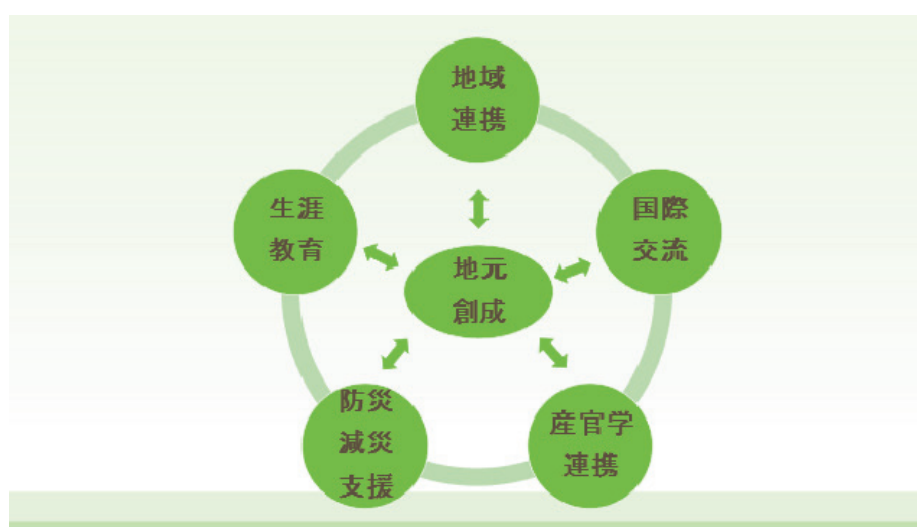 地域
連携
生涯
教育
国際
交流
地元
創成
防災
減災
支援
産官学
連携